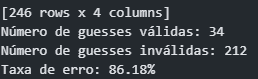 [246 rows x 4 columns]
Número de guesses válidas: 34
Número de guesses inválidas: 212
Taxa de erro: 86.18%